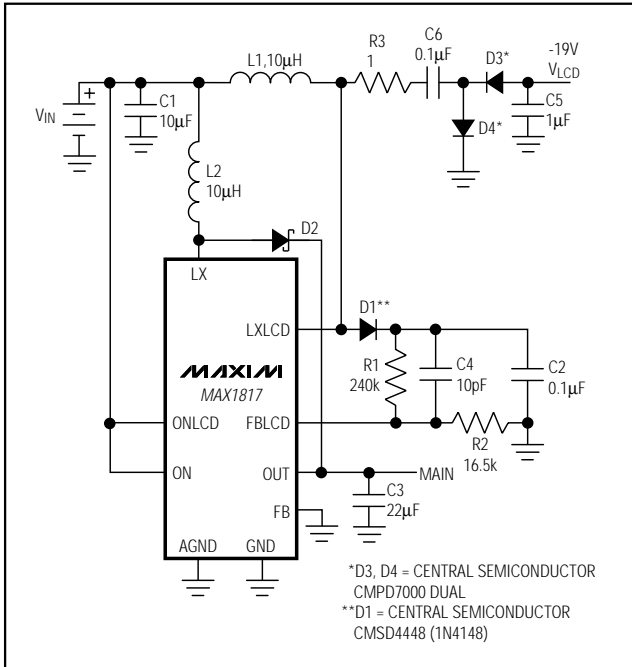 C6
0.1μF
R3
1
L1,10μH
D3*
-19V
VLCD
+
VIN
C1
10μF
D4*
C5
1μF
L2
10μH
D2
LX
LXLCD
D1**
MAXIM
MAX1817
R1
240k
C4
10pF
C2
0.1μF
ONLCD
FBLCD
R2
16.5k
ON
OUT
MAIN
C3
22μF
FB
AGND
GND
*D3, D4 = CENTRAL SEMICONDUCTOR
CMPD7000 DUAL
**D1 = CENTRAL SEMICONDUCTOR
CMSD4448 (1N4148)